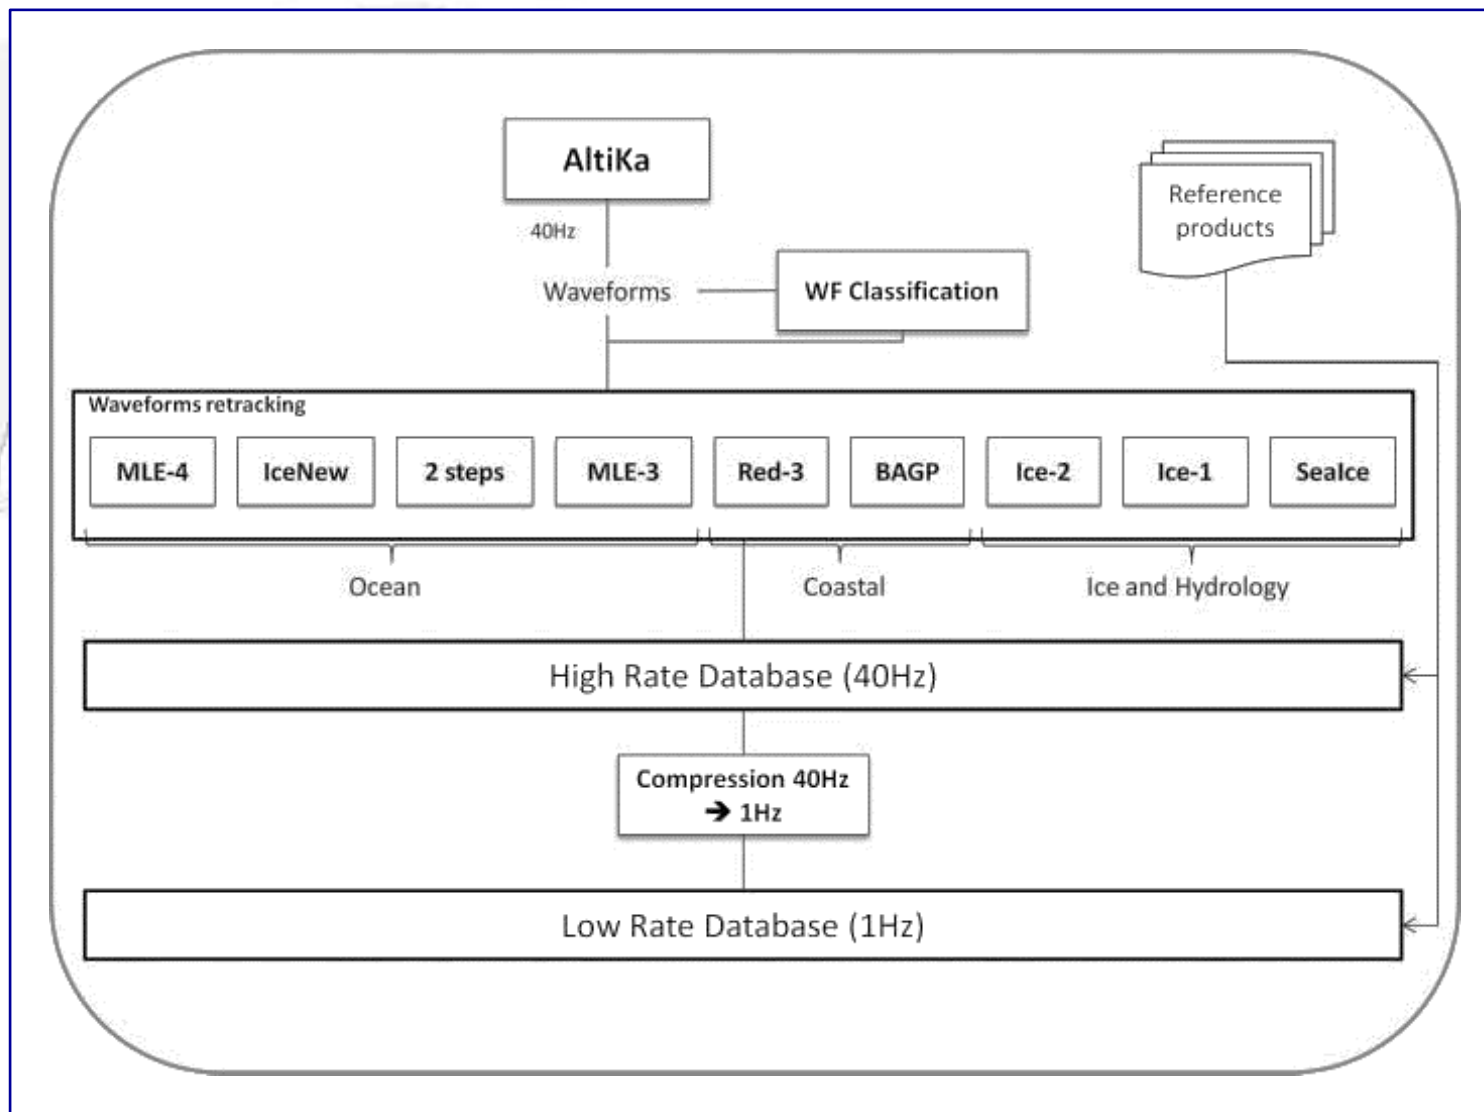 AltiKa
Reference
products
40Hz
Waveforms
WF Classification
Waveforms retracking
MLE-4
IceNew
2 steps
MLE-3
Red-3
BAGP
Ice-2
Ice-1
SeaIce
Ocean
Coastal
Ice and Hydrology
High Rate Database (40Hz)
Compression 40Hz
➔ 1Hz
Low Rate Database (1Hz)